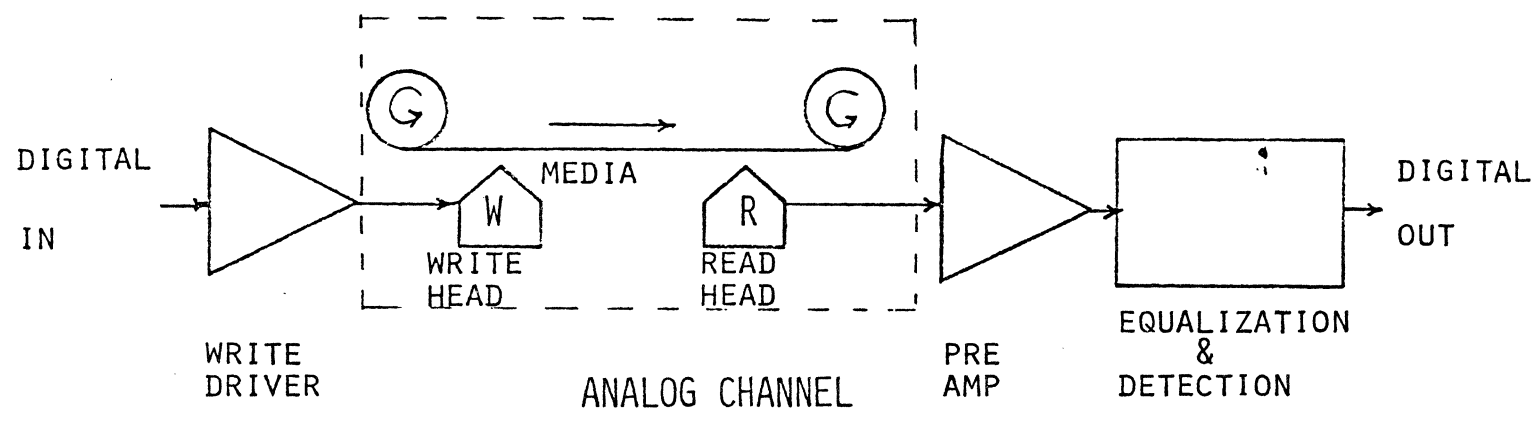 DIGITAL
IN
WRITE
DRIVER
MEDIA
W
WRITE
HEAD
R
READ
HEAD
ANALOG CHANNEL
PRE
AMP
EQUALIZATION
&
DETECTION
DIGITAL
OUT